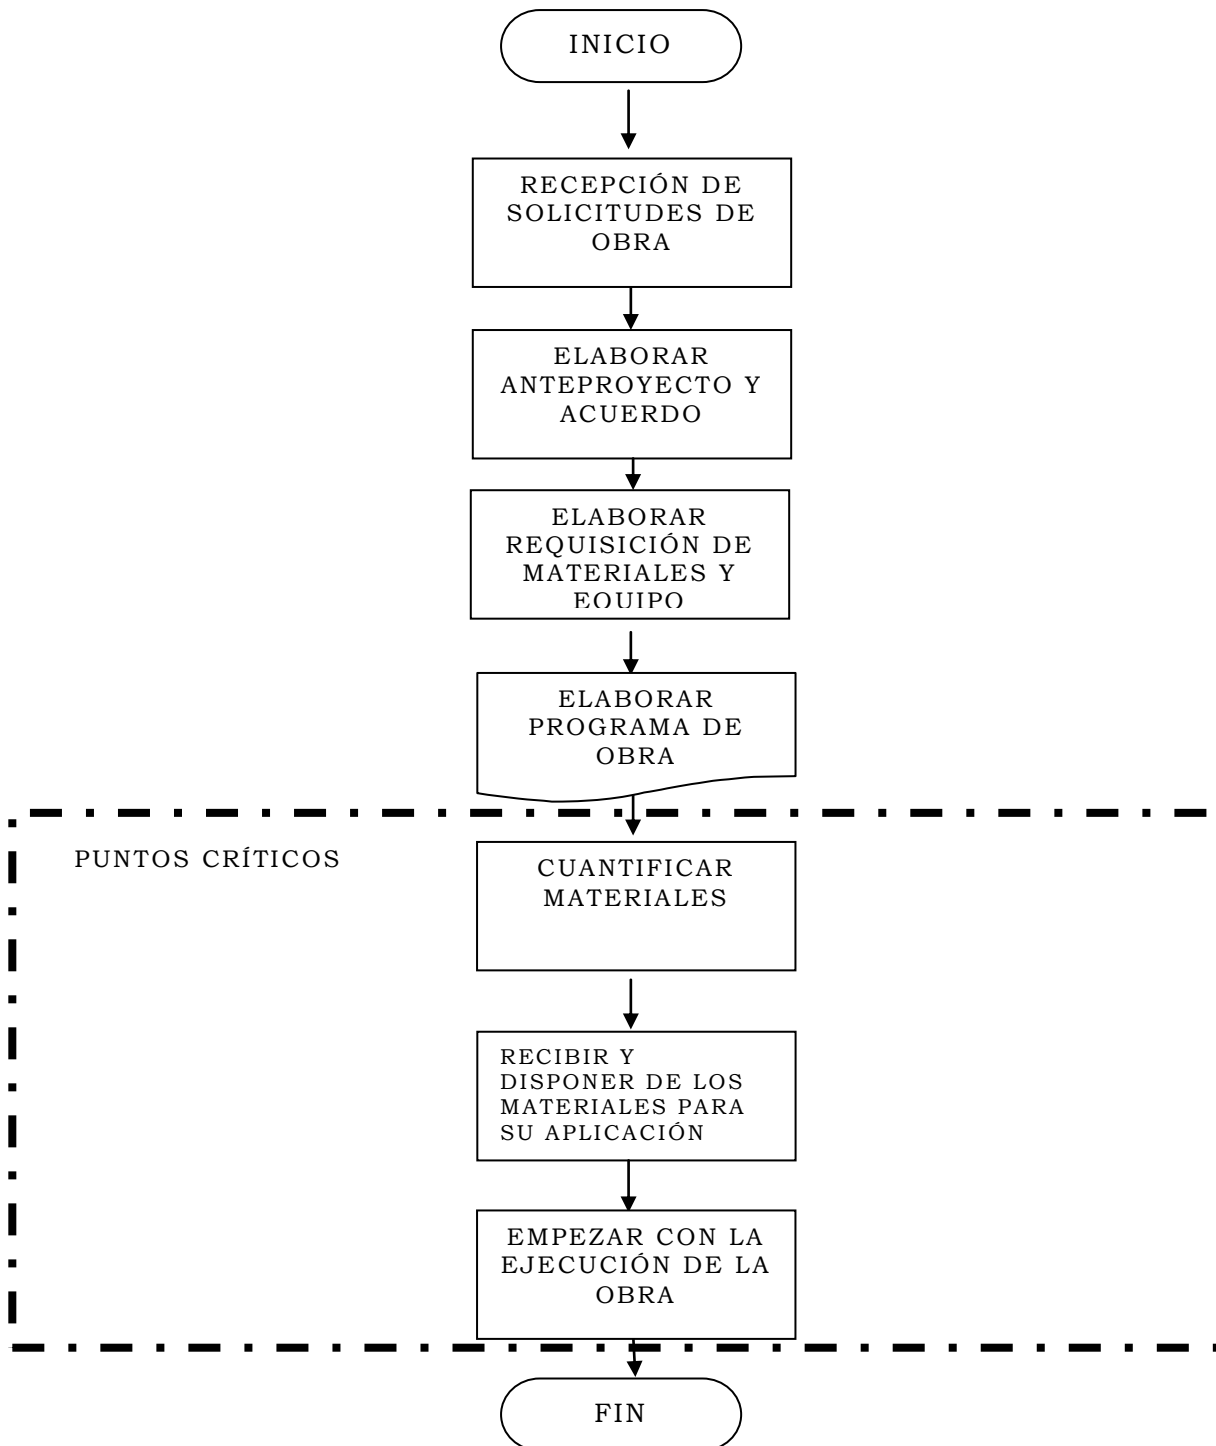 INICIO
RECEPCIÓN DE
SOLICITUDES DE
OBRA
ELABORAR
ANTEPROYECTO Y
ACUERDO
ELABORAR
REQUISICIÓN DE
MATERIALES Y
EQUIPO
ELABORAR
PROGRAMA DE
OBRA
PUNTOS CRÍTICOS
CUANTIFICAR
MATERIALES
RECIBIR Y
DISPONER DE LOS
MATERIALES PARA
SU APLICACIÓN
EMPEZAR CON LA
EJECUCIÓN DE LA
OBRA
FIN